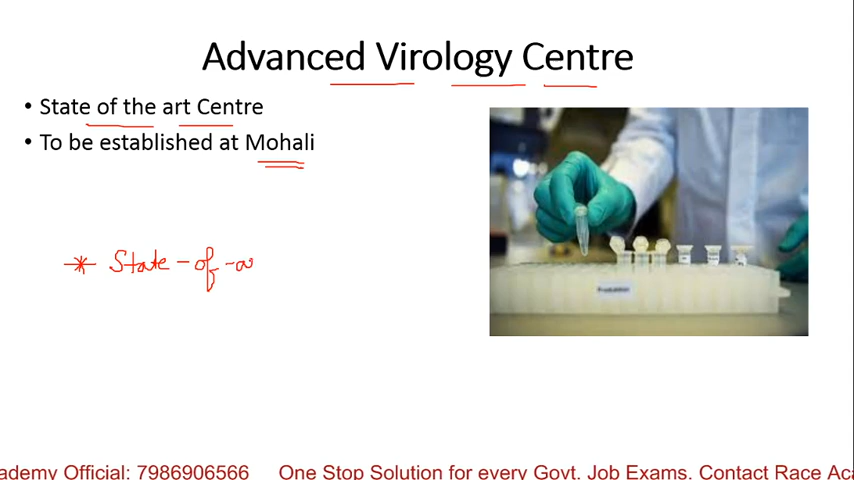 Advanced Virology Centre
• State of the art Centre
• To be established at Mohali
* State-of-a
ademy Official: 7986906566 One Stop Solution for every Govt. Job Exams. Contact Race Aca